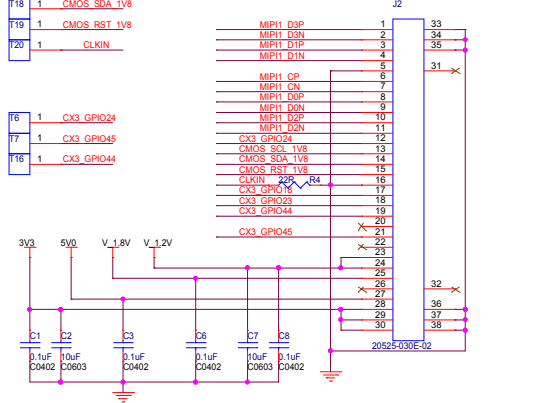 T18 1 CMOS_SDA_1V8
T19 1 CMOS_RST_1V8
T20 1 CLKIN
T6 1 CX3_GPIO24
T7 1 CX3_GPIO45
T16 1 CX3_GPIO44
J2
MIPI1_D3P 1 33
MIPI1_D3N 2 34
MIPI1_D1P 3 35
MIPI1_D1N 4
5 31
MIPI1_CP 6
MIPI1_CN 7
MIPI1_D0P 8
MIPI1_D0N 9
MIPI1_D2P 10
MIPI1_D2N 11
CX3_GPIO24 12
CMOS_SCL_1V8 13
CMOS_SDA_1V8 14
CMOS_RST_1V8 15
CLKIN 22R R4 16
CX3_GPIO18 17
CX3_GPIO23 18
CX3_GPIO44 19
20
CX3_GPIO45 21
22
23
24
25
26 32
27
28 36
29 37
30 38
20525-030E-02
3V3 5V0 V_1,8V V_1,2V
C1 C2 C3 C6 C7 C8
0.1uF 10uF 0.1uF 0.1uF 10uF 0.1uF
C0402 C0603 C0402 C0402 C0603 C0402